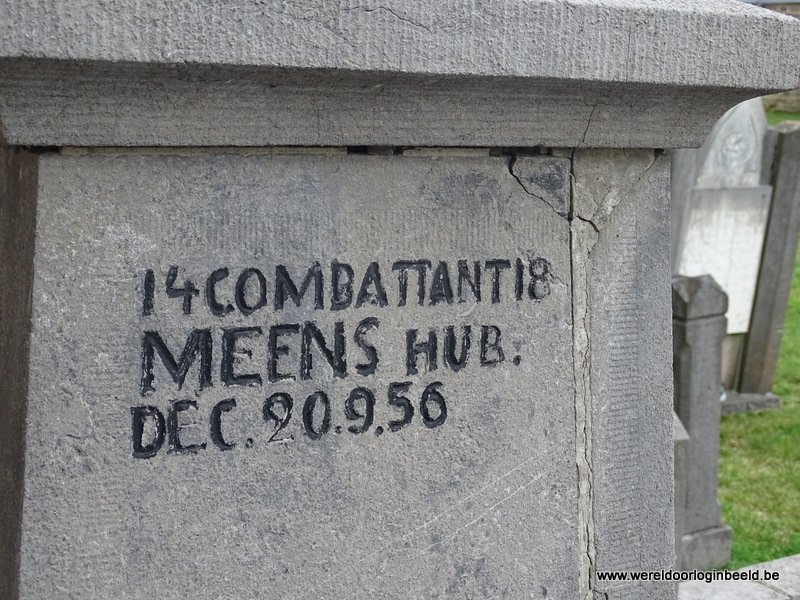 14 COMBATTANT 18
MEENS HUB.
DEC. 20.9.56
www.wereldoorloginbeeld.be